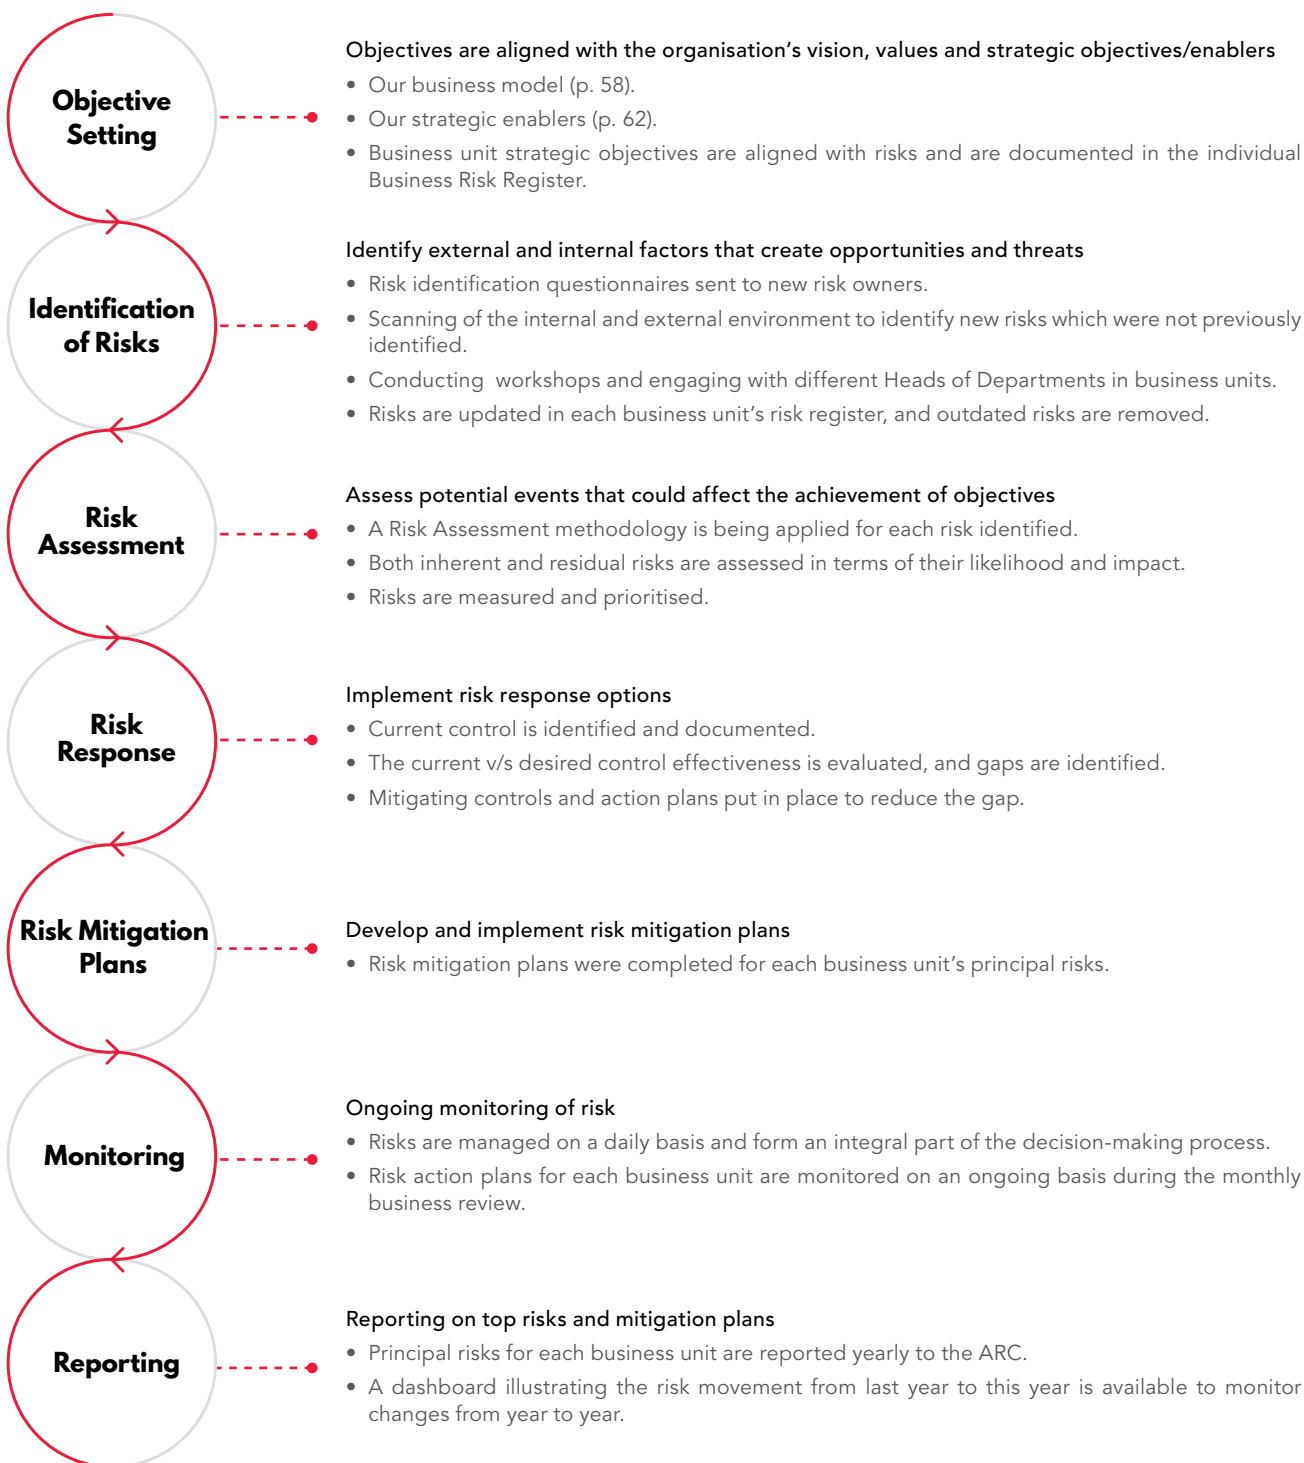 Objective
Setting
Objectives are aligned with the organisation’s vision, values and strategic objectives/enablers
• Our business model (p. 58).
• Our strategic enablers (p. 62).
• Business unit strategic objectives are aligned with risks and are documented in the individual
Business Risk Register.
Identification
of Risks
Identify external and internal factors that create opportunities and threats
• Risk identification questionnaires sent to new risk owners.
• Scanning of the internal and external environment to identify new risks which were not previously
identified.
• Conducting workshops and engaging with different Heads of Departments in business units.
• Risks are updated in each business unit’s risk register, and outdated risks are removed.
Risk
Assessment
Assess potential events that could affect the achievement of objectives
• A Risk Assessment methodology is being applied for each risk identified.
• Both inherent and residual risks are assessed in terms of their likelihood and impact.
• Risks are measured and prioritised.
Risk
Response
Implement risk response options
• Current control is identified and documented.
• The current v/s desired control effectiveness is evaluated, and gaps are identified.
• Mitigating controls and action plans put in place to reduce the gap.
Risk Mitigation
Plans
Develop and implement risk mitigation plans
• Risk mitigation plans were completed for each business unit’s principal risks.
Monitoring
Ongoing monitoring of risk
• Risks are managed on a daily basis and form an integral part of the decision-making process.
• Risk action plans for each business unit are monitored on an ongoing basis during the monthly
business review.
Reporting
Reporting on top risks and mitigation plans
• Principal risks for each business unit are reported yearly to the ARC.
• A dashboard illustrating the risk movement from last year to this year is available to monitor
changes from year to year.